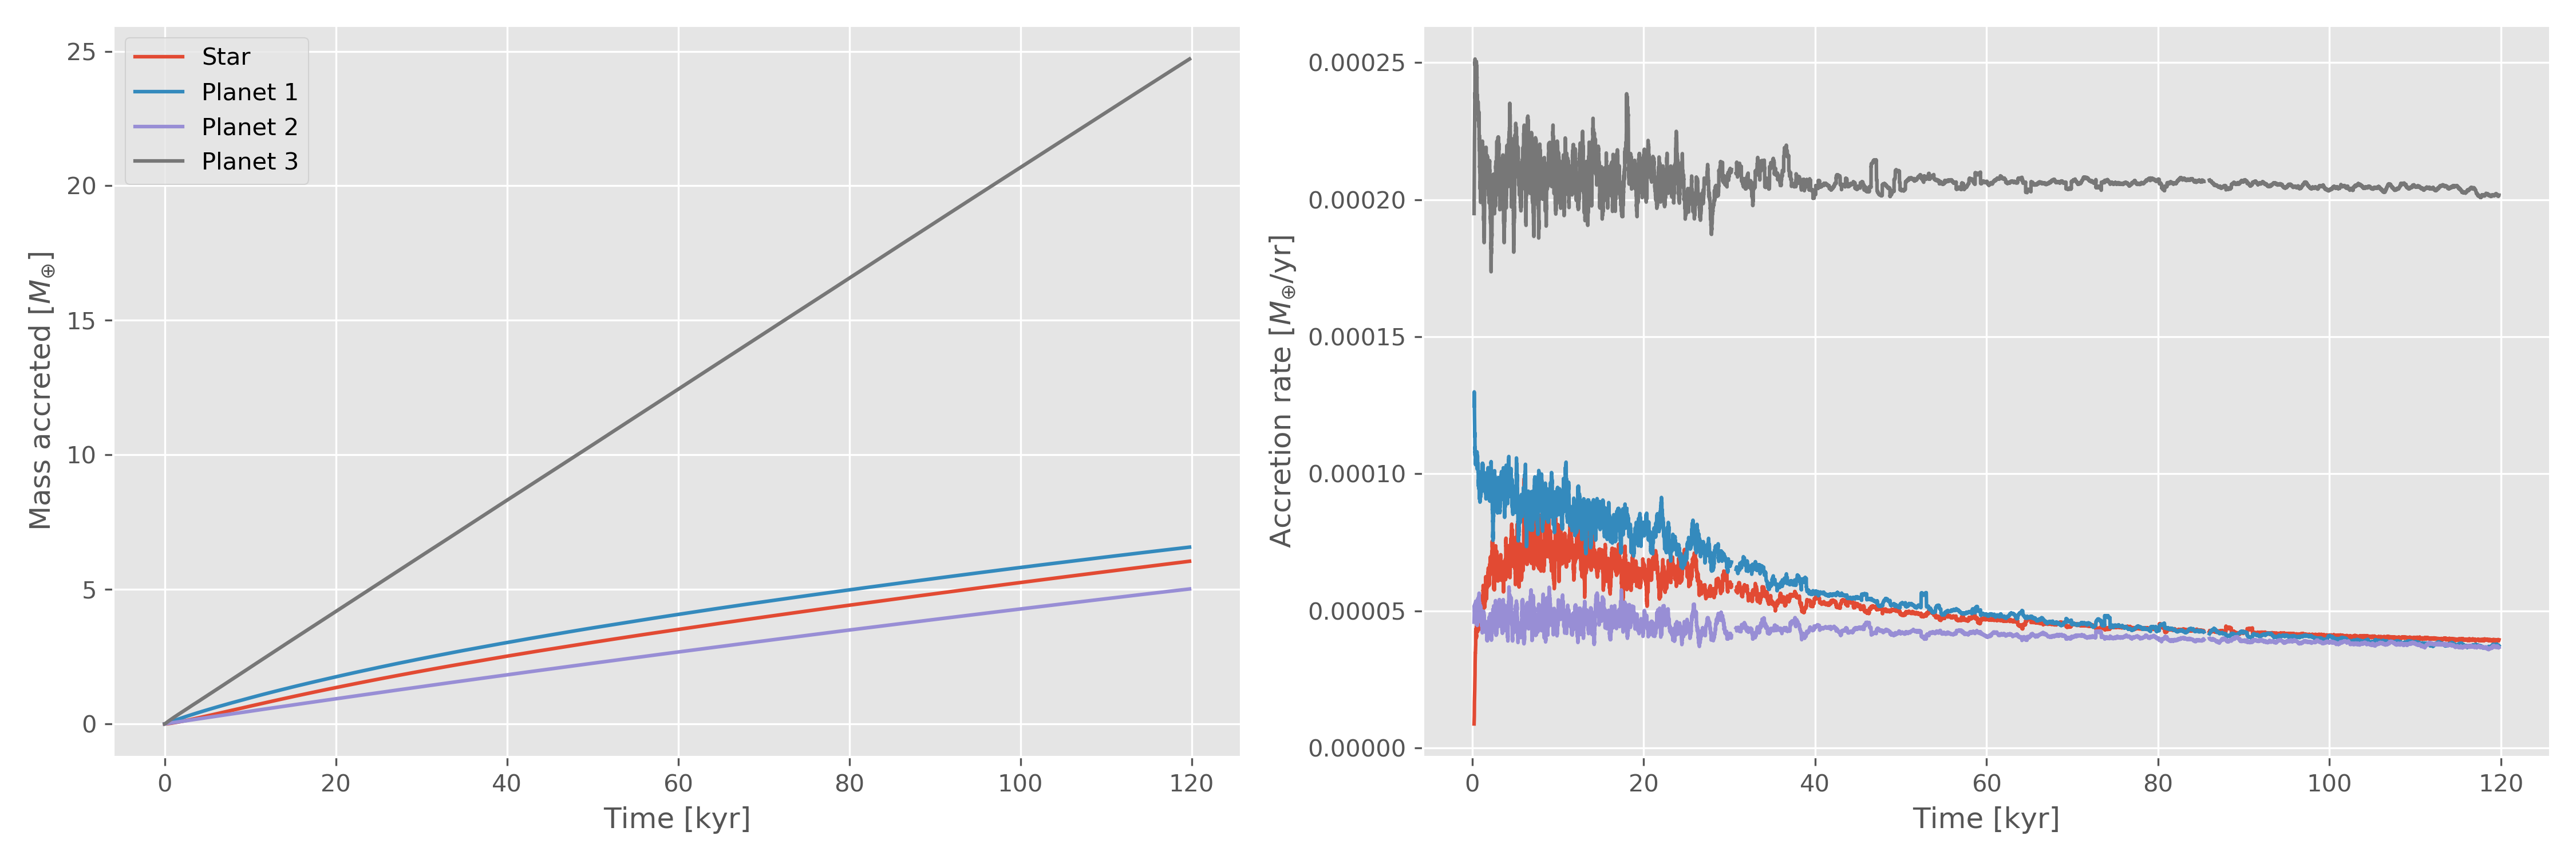 25
20
15
10
5
0
Mass accreted [M⊕]
Star
Planet 1
Planet 2
Planet 3
0 20 40 60 80 100 120
Time [kyr]
0.00025
0.00020
0.00015
0.00010
0.00005
0.00000
Accretion rate [M⊕/yr]
0 20 40 60 80 100 120
Time [kyr]